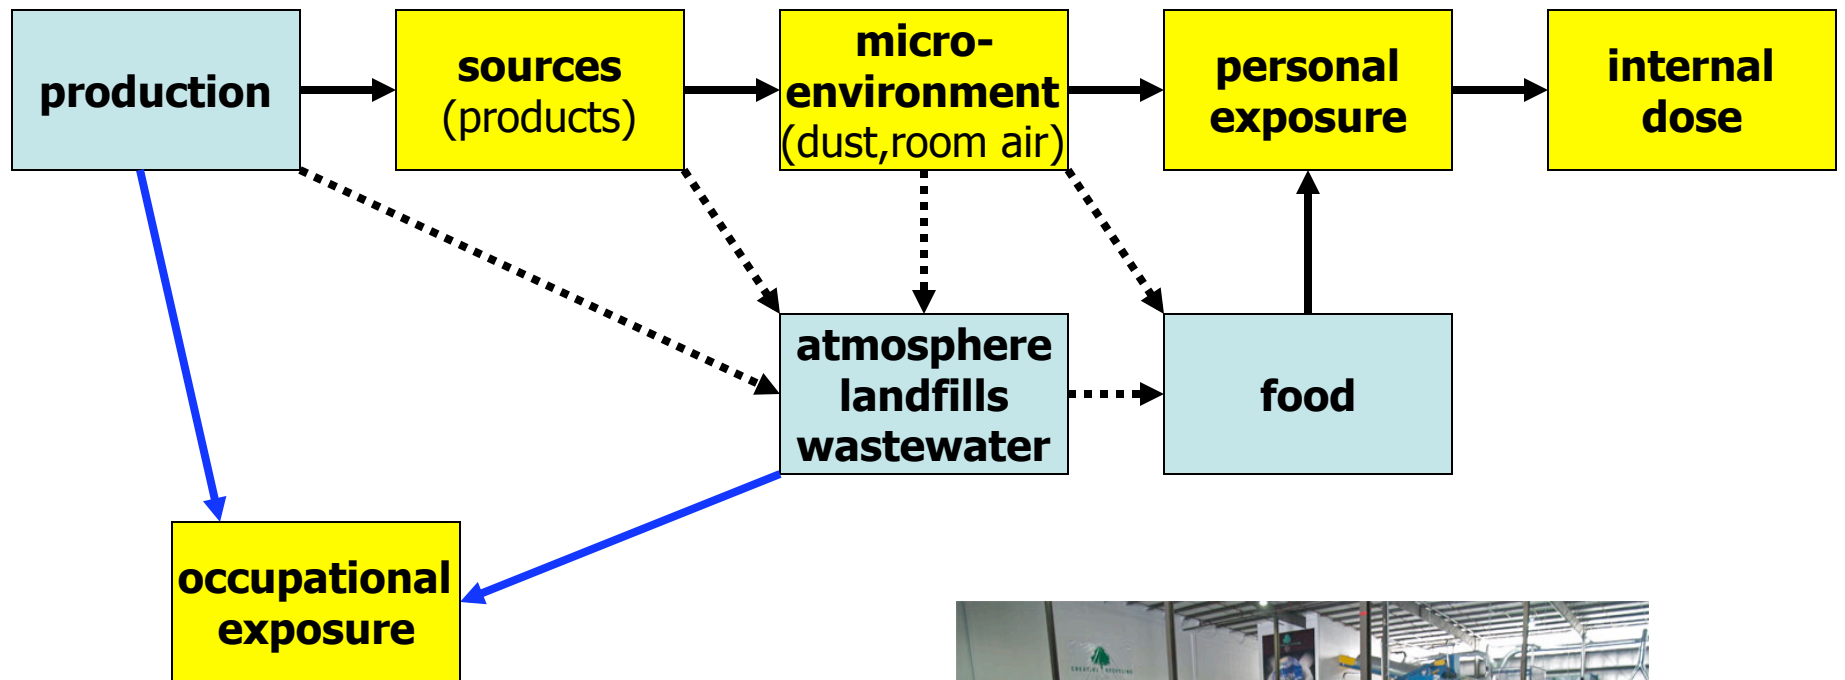 production
sources
(products)
micro-
environment
(dust,room air)
personal
exposure
internal
dose
atmosphere
landfills
wastewater
food
occupational
exposure